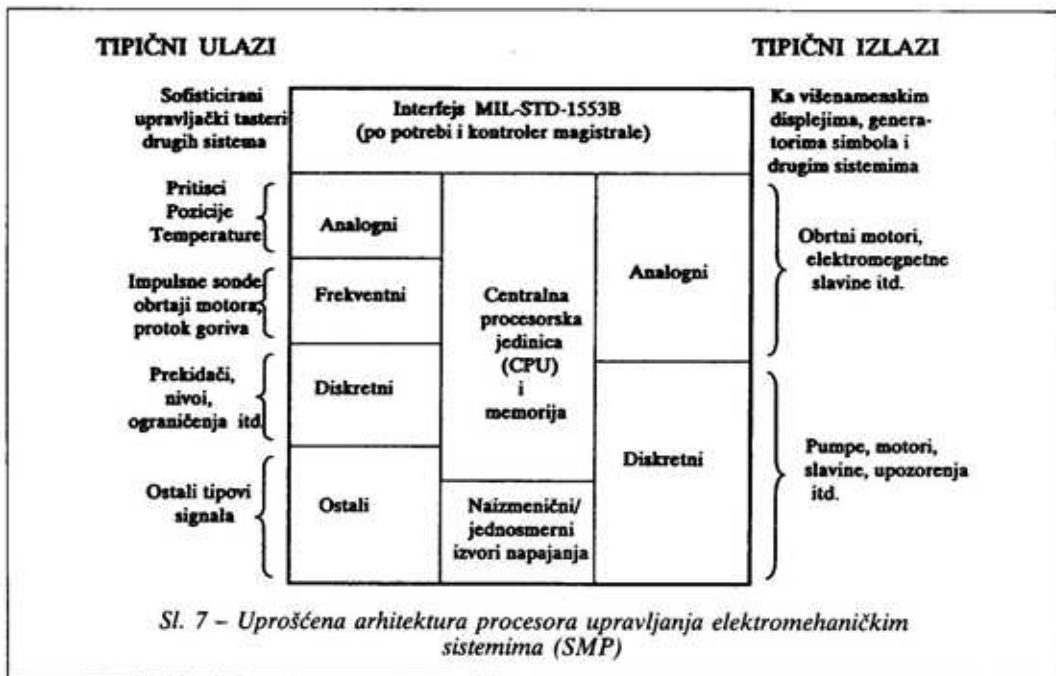 TIPIČNI ULAZI
TIPIČNI IZLAZI
Sofisticirani
upravljački tasteri
drugih sistema
Interfejs MIL-STD-1553B
(po potrebi i kontroler magistrale)
Ka višenamenskim
displejima, genera-
torima simbola i
drugim sistemima
Pritisci
Pozicije
Temperature
Analogni
Impulsne sonde
obrtaji motora,
protok goriva
Frekventni
Prekidači,
nivoi,
ograničenja itd.
Diskretni
Ostali tipovi
signala
Ostali
Centralna
procesorska
jedinica
(CPU)
i
memorija
Naizmenični/
jednosmerni
izvori napajanja
Analogni
Obrtni motori,
elektromegnetne
slavine itd.
Diskretni
Pumpe, motori,
slavine, upozorenja
itd.
Sl. 7 – Uprošćena arhitektura procesora upravljanja elektromehaničkim
sistemima (SMP)